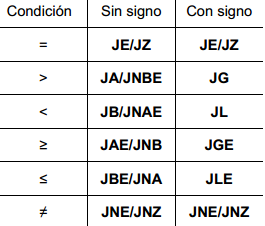 Condición Sin signo Con signo
= JE/JZ JE/JZ
> JA/JNBE JG
< JB/JNAE JL
≥ JAE/JNB JGE
≤ JBE/JNA JLE
≠ JNE/JNZ JNE/JNZ